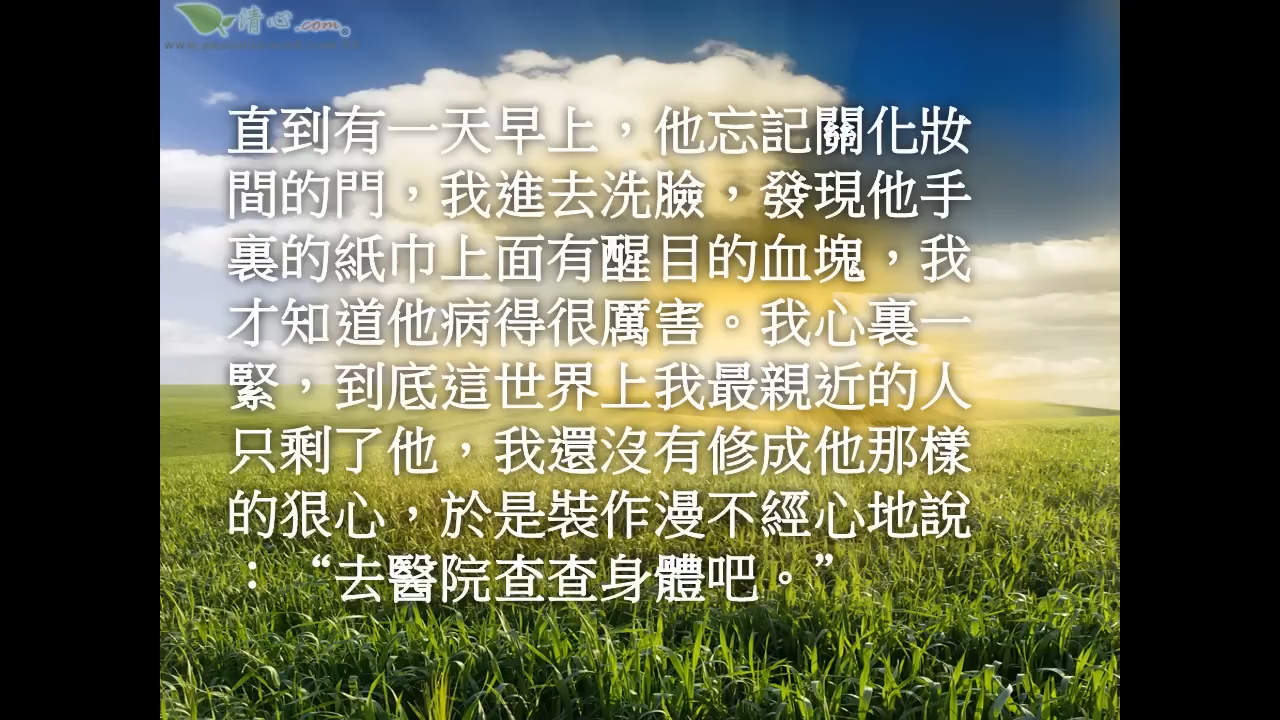 清心.com
直到有一天早上，他忘記關化妝
間的門，我進去洗臉，發現他手
裏的紙巾上面有醒目的血塊，我
才知道他病得很厲害。我心裏一
緊，到底這世界上我最親近的人
只剩了他，我還沒有修成他那樣
的狠心，於是裝作漫不經心地說
：“去醫院查查身體吧。”